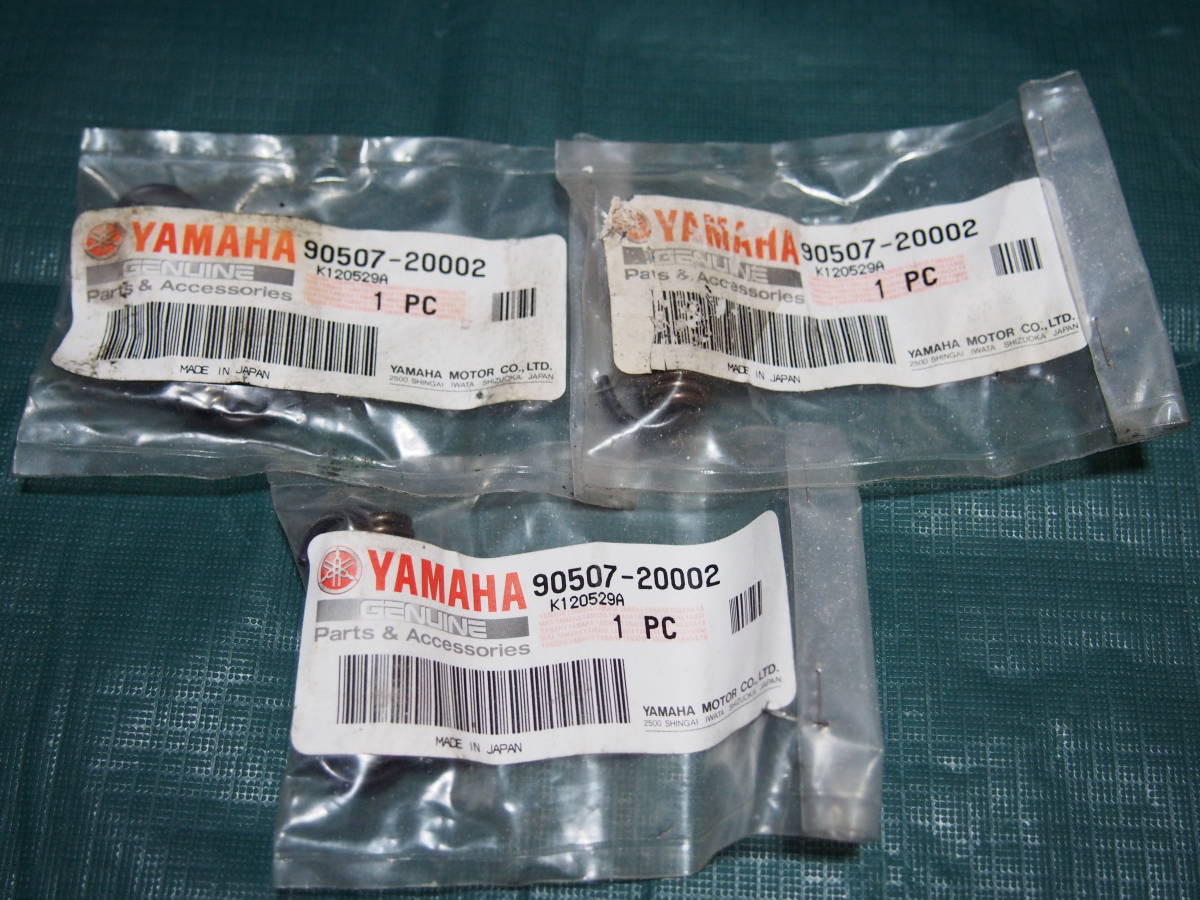 YAMAHA 90507-20002
GENUINE K120529A
Parts & Accessories 1 PC
MADE IN JAPAN
YAMAHA MOTOR CO.,LTD.
2500 SHINGAI IWATA SHIZUOKA JAPAN
YAMAHA 90507-20002
GENUINE K120529A
Parts & Accessories 1 PC
MADE IN JAPAN
YAMAHA MOTOR CO.,LTD.
2500 SHINGAI IWATA SHIZUOKA JAPAN
YAMAHA 90507-20002
GENUINE K120529A
Parts & Accessories 1 PC
MADE IN JAPAN
YAMAHA MOTOR CO.,LTD.
2500 SHINGAI IWATA SHIZUOKA JAPAN